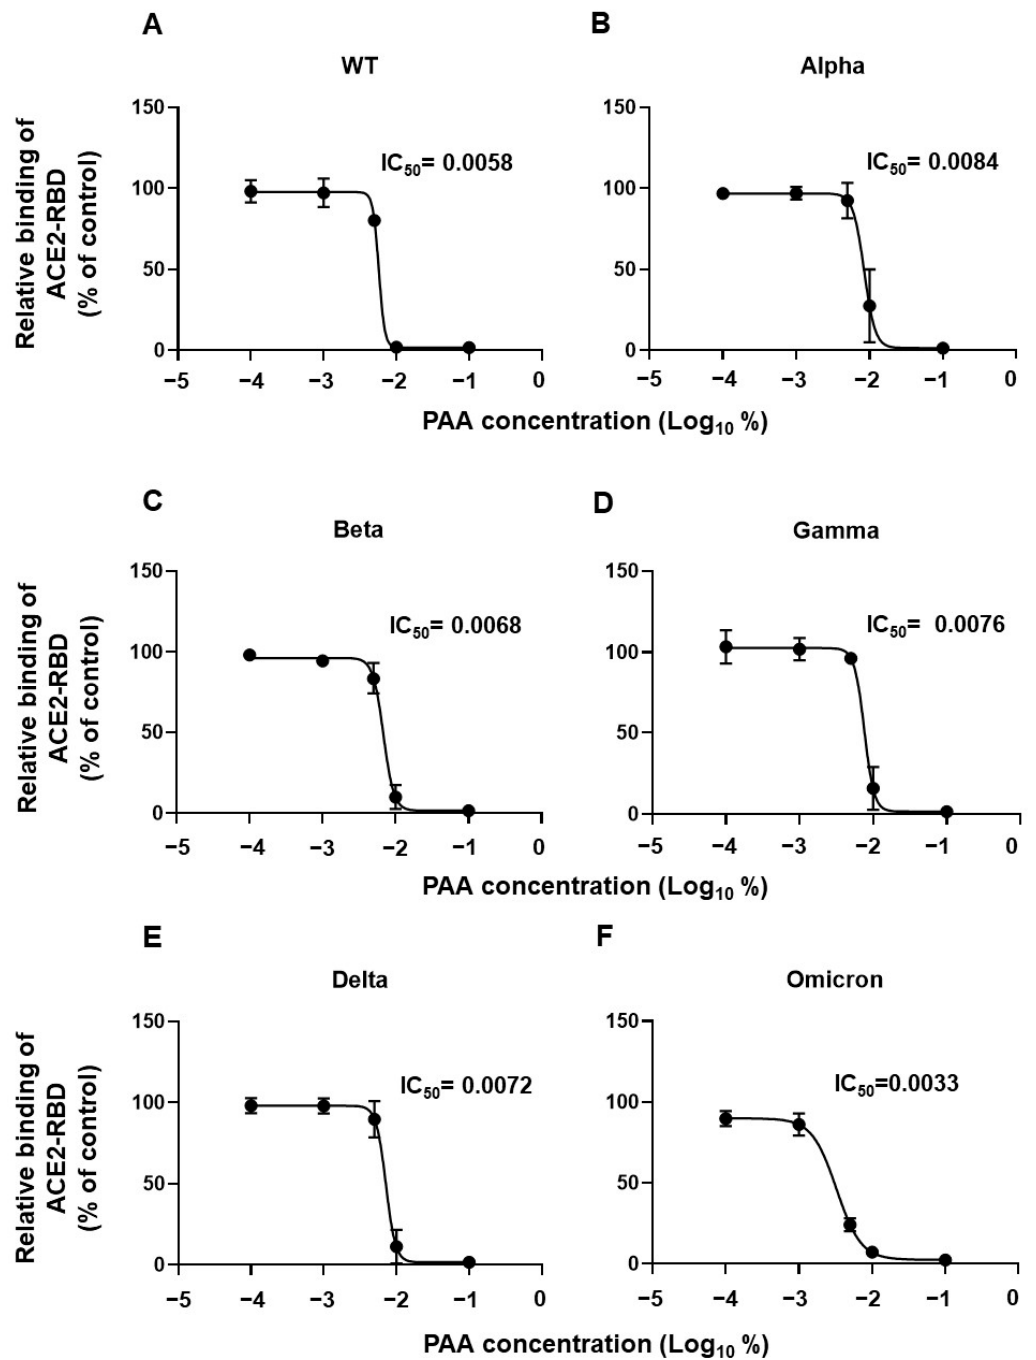 A
B
WT
Alpha
Relative binding of
ACE2-RBD
(% of control)
150
100
50
0
IC50= 0.0058
−5 −4 −3 −2 −1 0
150
100
50
0
IC50= 0.0084
−5 −4 −3 −2 −1 0
PAA concentration (Log10 %)
C
D
Beta
Gamma
Relative binding of
ACE2-RBD
(% of control)
150
100
50
0
IC50= 0.0068
−5 −4 −3 −2 −1 0
150
100
50
0
IC50= 0.0076
−5 −4 −3 −2 −1 0
PAA concentration (Log10 %)
E
F
Delta
Omicron
Relative binding of
ACE2-RBD
(% of control)
150
100
50
0
IC50= 0.0072
−5 −4 −3 −2 −1 0
150
100
50
0
IC50=0.0033
−5 −4 −3 −2 −1 0
PAA concentration (Log10 %)